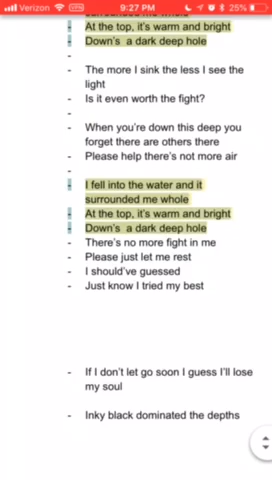 Verizon VPN 9:27 PM 25%
surrounded me whole
At the top, it's warm and bright
Down's a dark deep hole
-
- The more I sink the less I see the
light
- Is it even worth the fight?
-
- When you're down this deep you
forget there are others there
- Please help there's not more air
-
I fell into the water and it
surrounded me whole
At the top, it's warm and bright
Down's a dark deep hole
- There's no more fight in me
- Please just let me rest
- I should've guessed
- Just know I tried my best
- If I don't let go soon I guess I'll lose
my soul
- Inky black dominated the depths